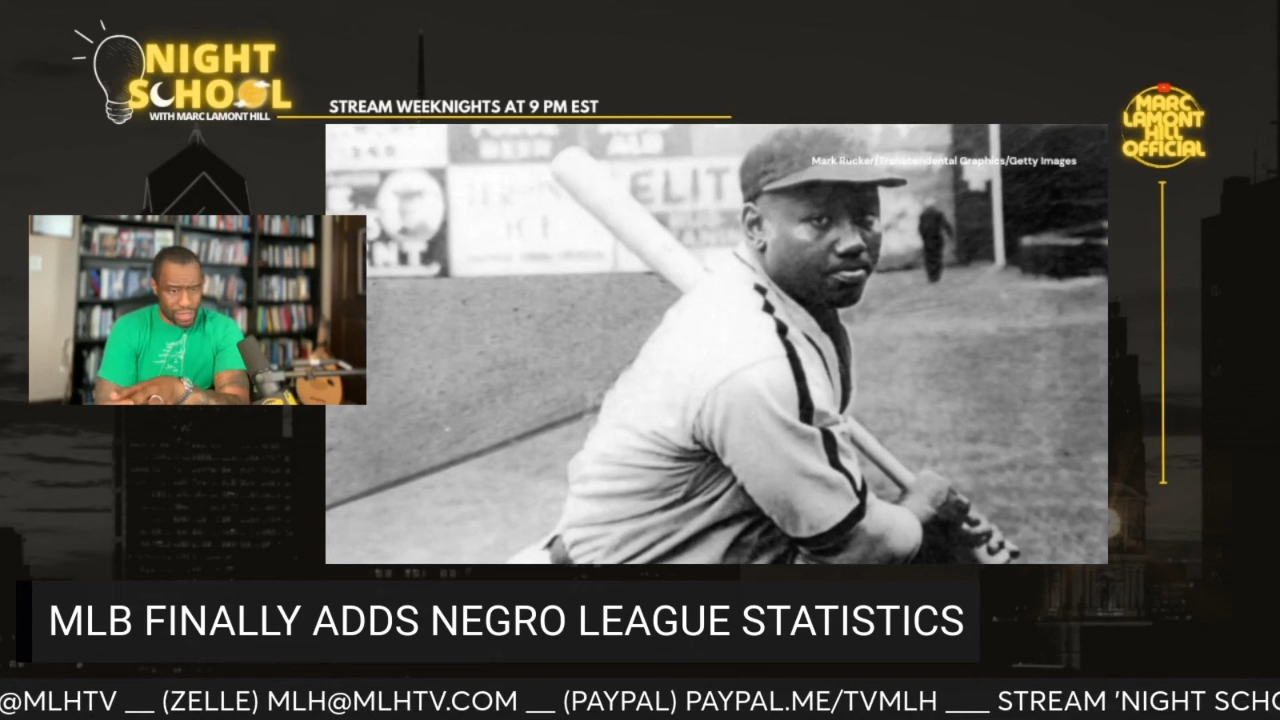 NIGHT
SCHOOL
WITH MARC LAMONT HILL
STREAM WEEKNIGHTS AT 9 PM EST
MARC
LAMONT
HILL
OFFICIAL
Mark Rucker/Transcendental Graphics/Getty Images
ELIT
MLB FINALLY ADDS NEGRO LEAGUE STATISTICS
@MLHTV __ (ZELLE) MLH@MLHTV.COM __ (PAYPAL) PAYPAL.ME/TVMLH ___ STREAM 'NIGHT SCHO